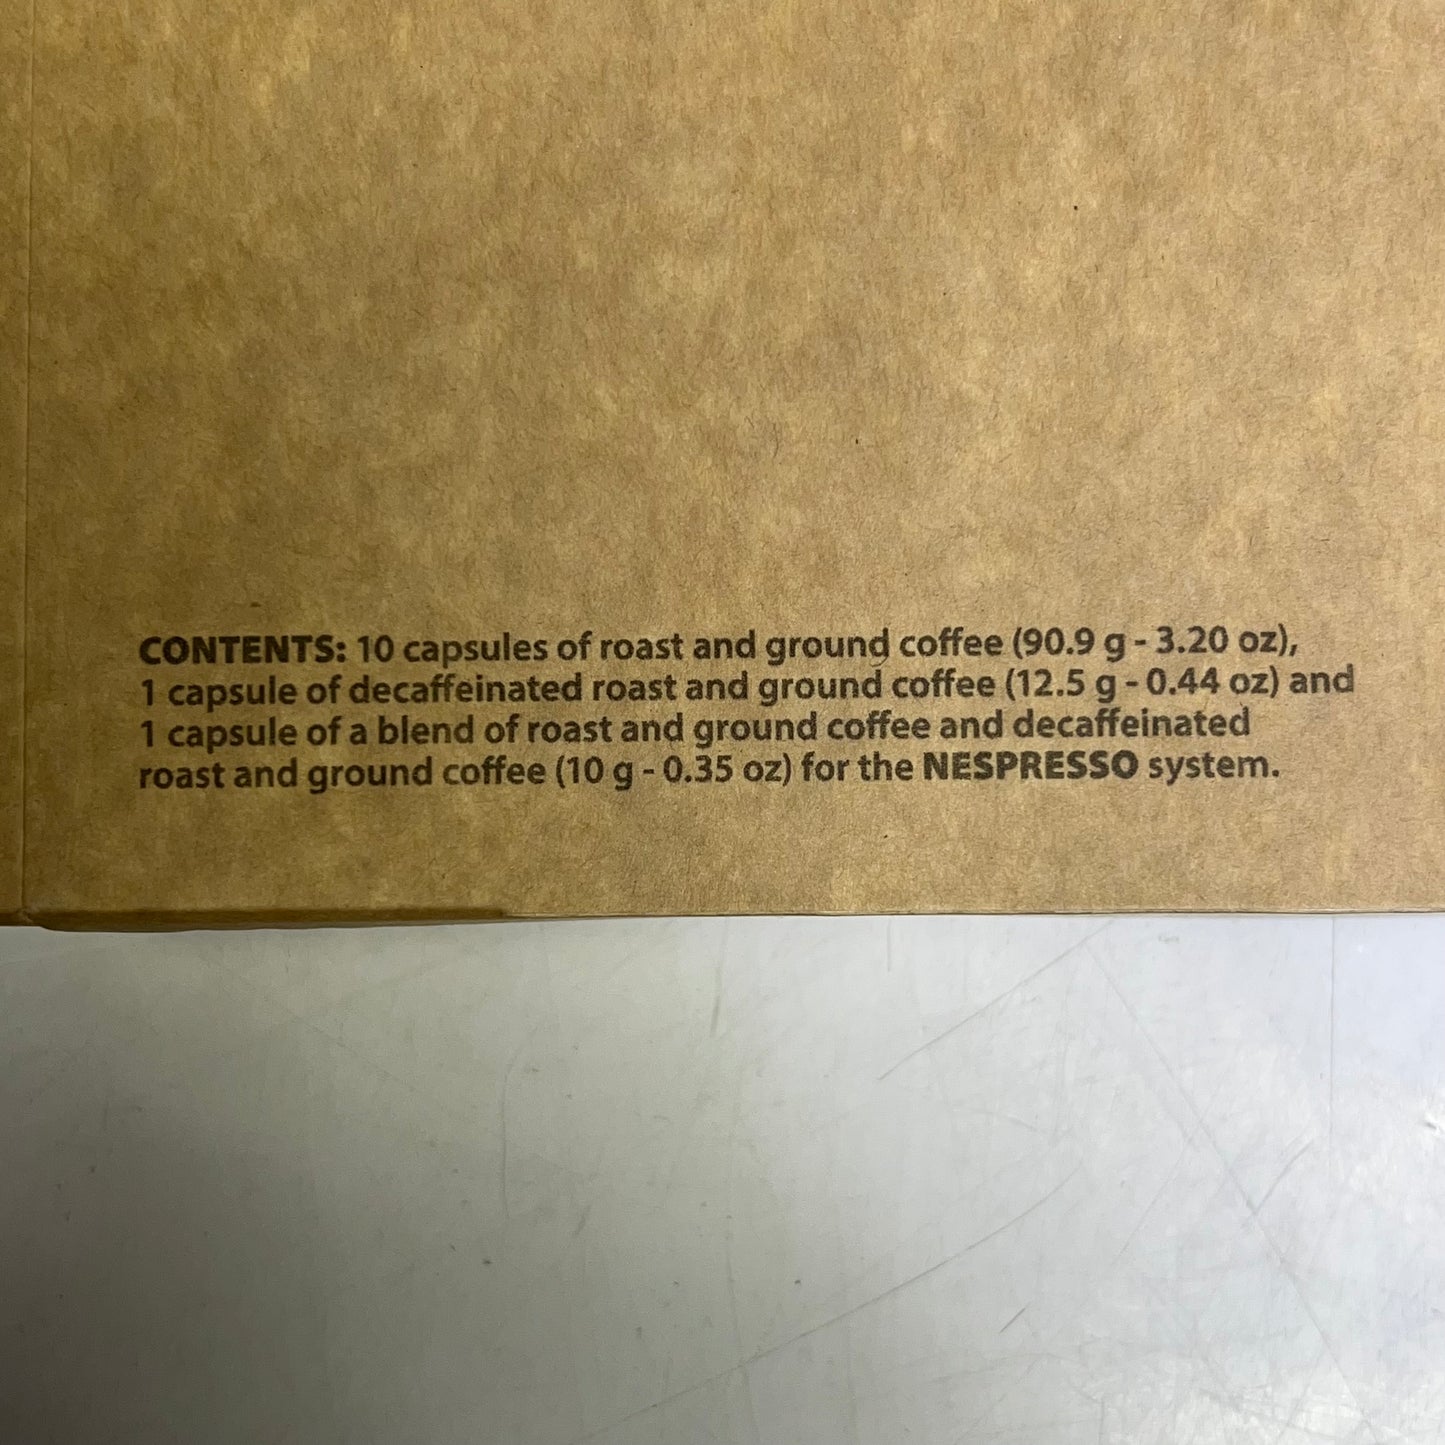 CONTENTS: 10 capsules of roast and ground coffee (90.9 g - 3.20 oz),
1 capsule of decaffeinated roast and ground coffee (12.5 g - 0.44 oz) and
1 capsule of a blend of roast and ground coffee and decaffeinated
roast and ground coffee (10 g - 0.35 oz) for the NESPRESSO system.